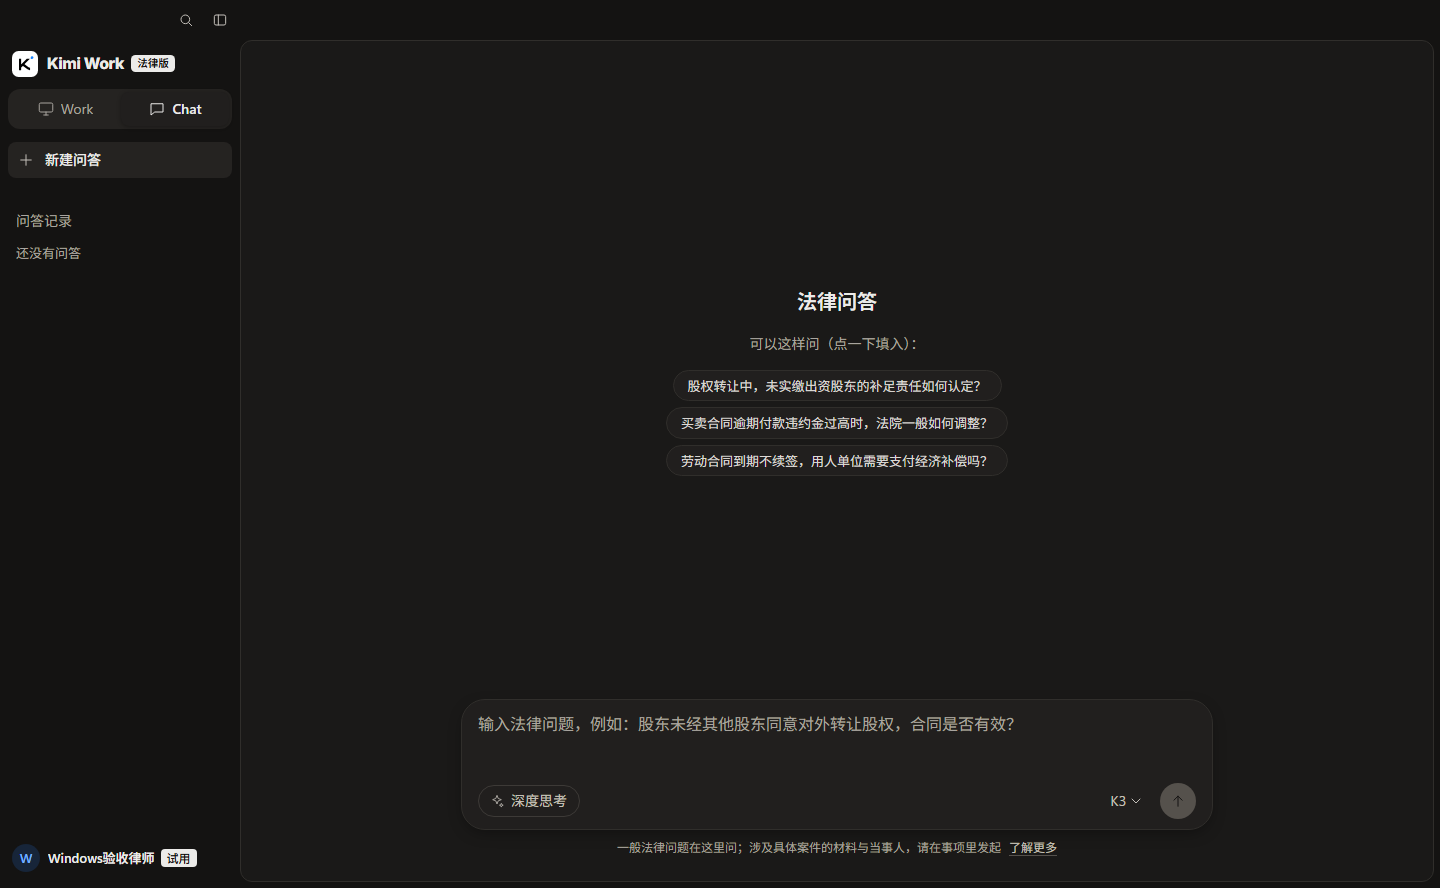 Kimi Work 法律版
Work
Chat
新建问答
问答记录
还没有问答
法律问答
可以这样问（点一下填入）：
股权转让中，未实缴出资股东的补足责任如何认定？
买卖合同逾期付款违约金过高时，法院一般如何调整？
劳动合同到期不续签，用人单位需要支付经济补偿吗？
输入法律问题，例如：股东未经其他股东同意对外转让股权，合同是否有效？
深度思考
K3
一般法律问题在这里问；涉及具体案件的材料与当事人，请在事项里发起 了解更多
W Windows验收律师 试用